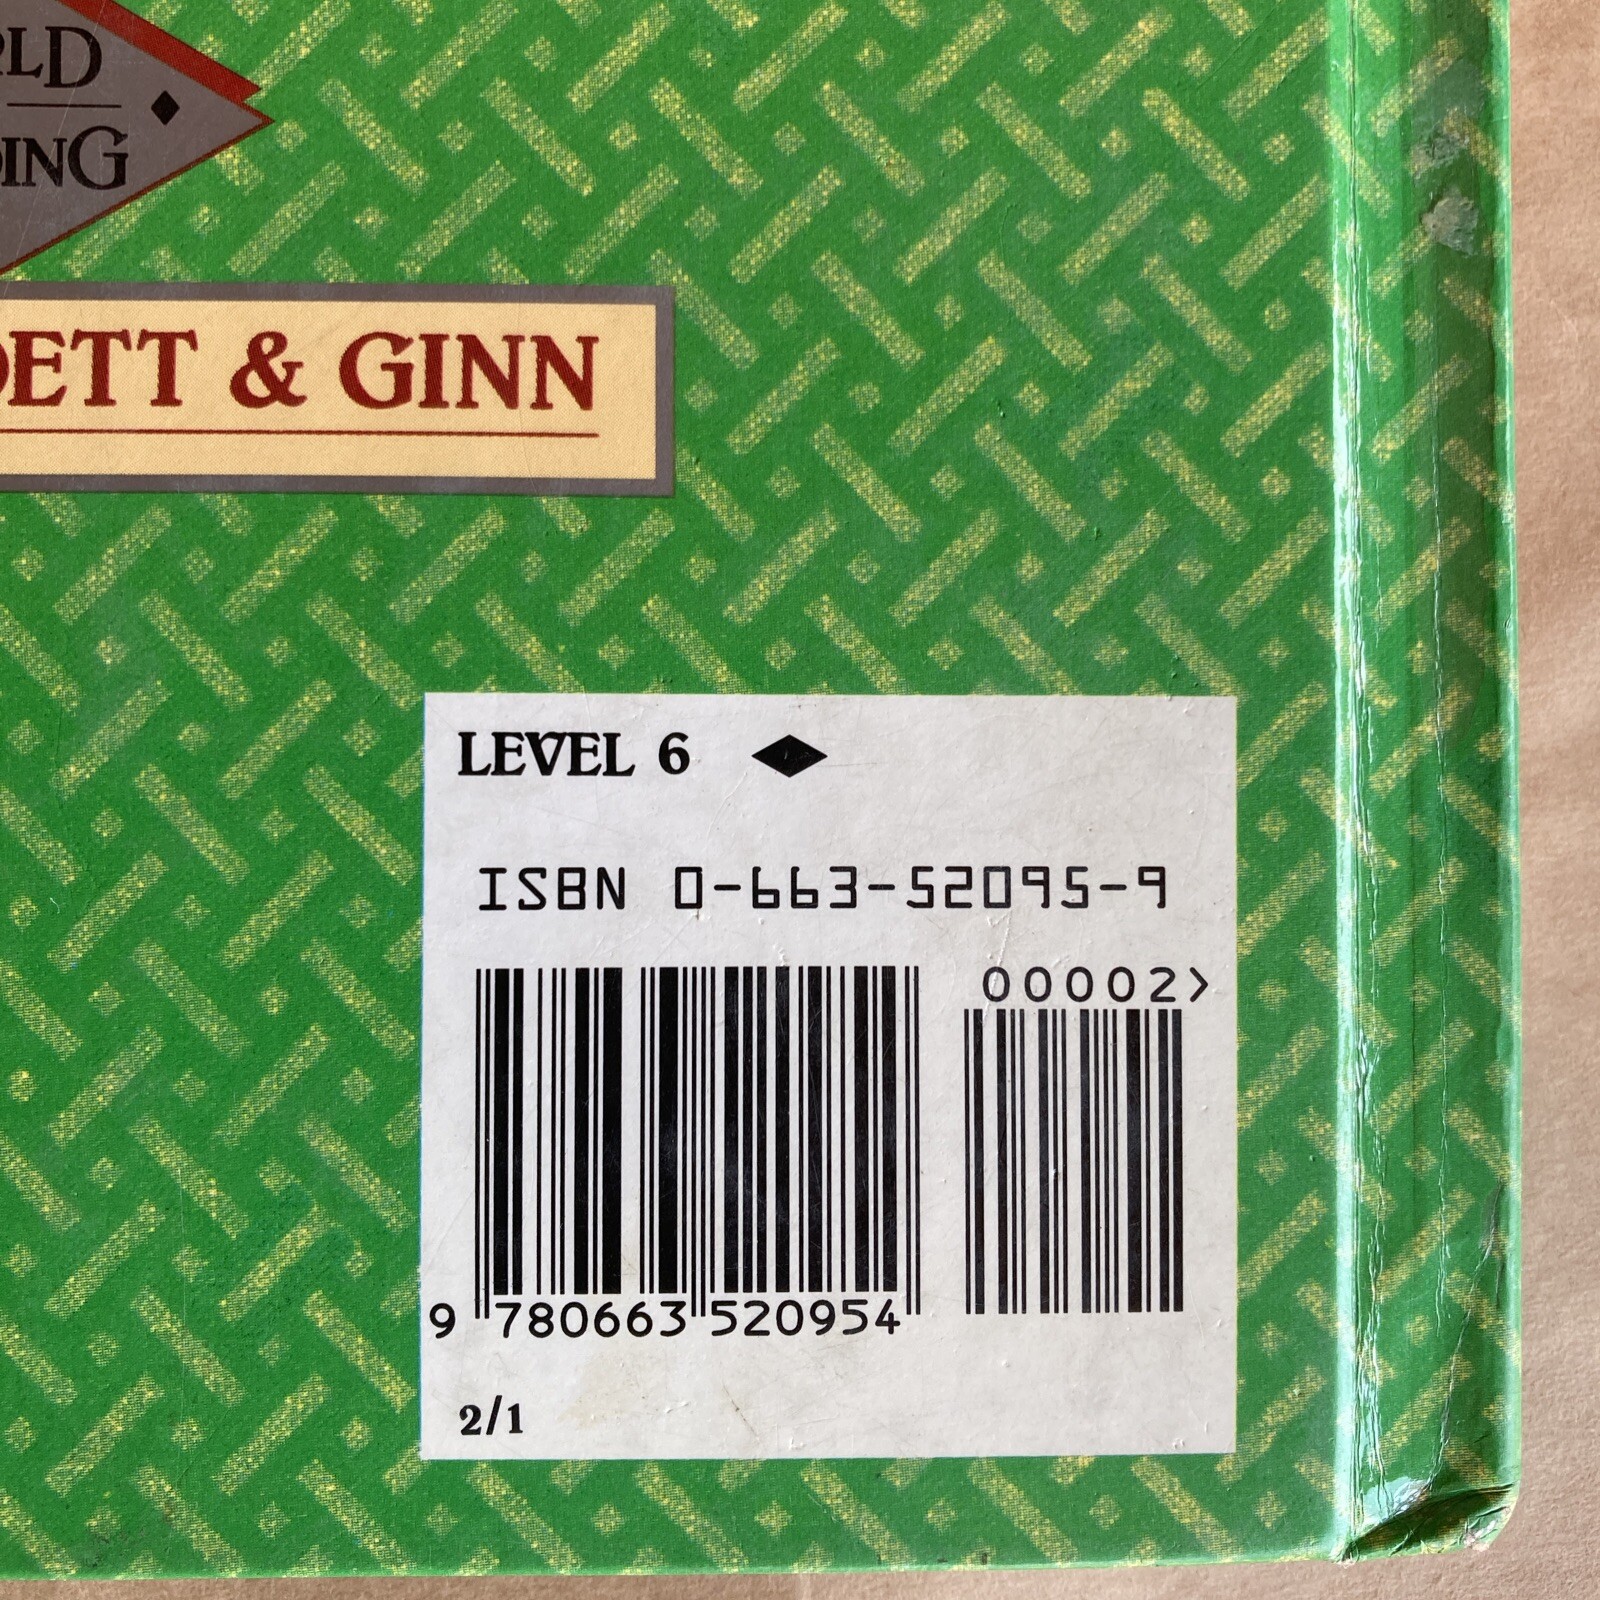 RLD
DING
DETT & GINN
LEVEL 6
ISBN 0-663-52095-9
00002>
9 780663 520954
2/1